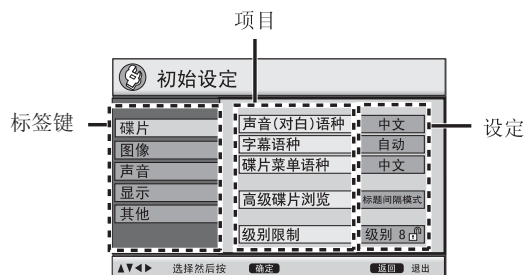 项目
初始设定
标签键
设定
碟片
图像
声音
显示
其他
声音(对白)语种 中文
字幕语种 自动
碟片菜单语种 中文
高级碟片浏览 标题间隔模式
级别限制 级别 8
▲▼◀▶ 选择然后按 确定 返回 退出